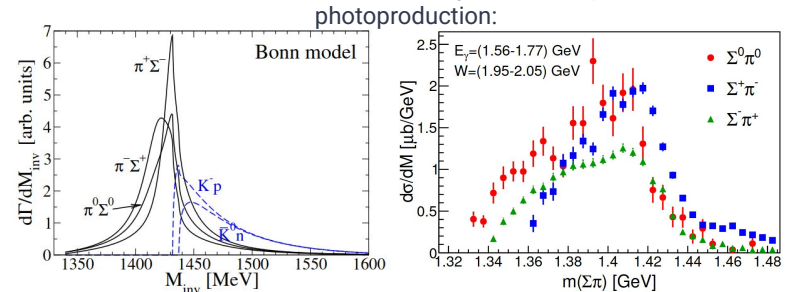 photoproduction:
Bonn model
π⁺Σ⁻
π⁻Σ⁺
π⁰Σ⁰
K⁻p
K̄⁰n
dΓ/dM_inv [arb. units]
7
6
5
4
3
2
1
0
1350 1400 1450 1500 1550 1600
M_inv [MeV]
E_γ=(1.56-1.77) GeV
W=(1.95-2.05) GeV
Σ⁰π⁰
Σ⁺π⁻
Σ⁻π⁺
dσ/dM [μb/GeV]
2.5
2
1.5
1
0.5
0
1.32 1.34 1.36 1.38 1.4 1.42 1.44 1.46 1.48
m(Σπ) [GeV]